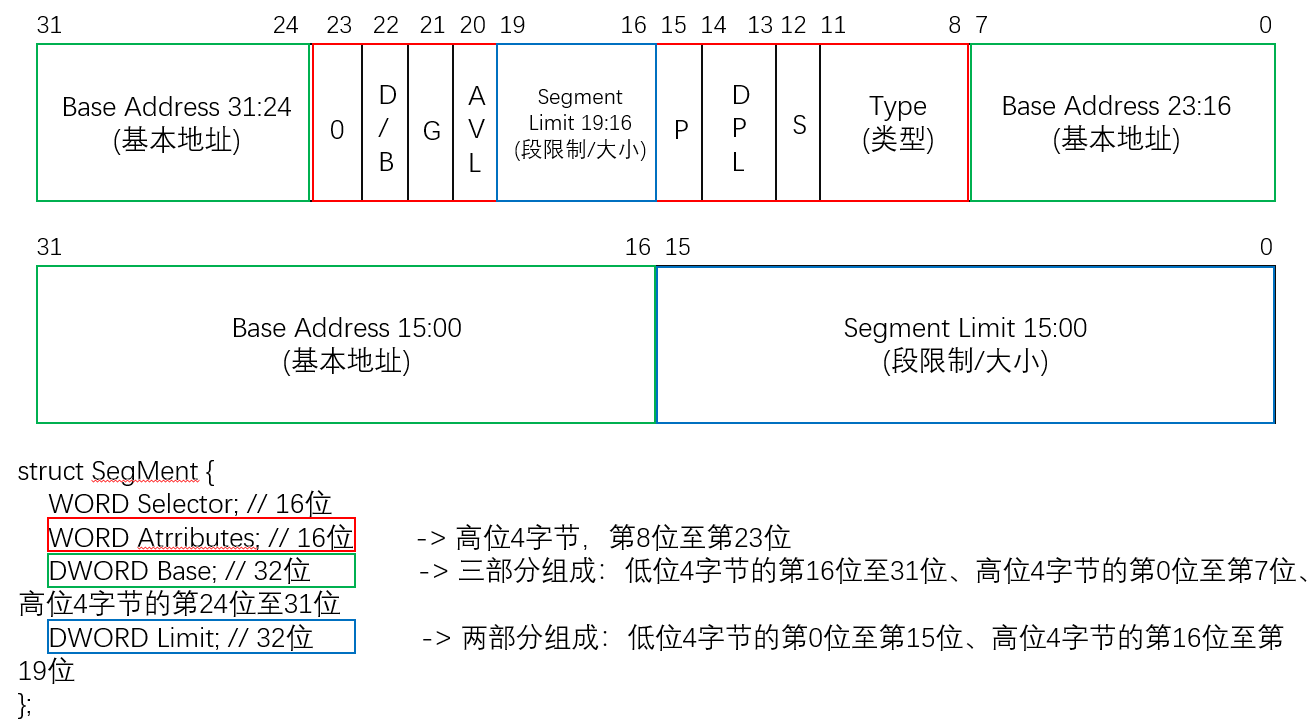 31 24 23 22 21 20 19 16 15 14 13 12 11 8 7 0
Base Address 31:24
(基本地址)
0
D
/
B
G
A
V
L
Segment
Limit 19:16
(段限制/大小)
P
D
P
L
S
Type
(类型)
Base Address 23:16
(基本地址)
31 16 15 0
Base Address 15:00
(基本地址)
Segment Limit 15:00
(段限制/大小)
struct SegMent {
WORD Selector; // 16位
WORD Atrributes; // 16位 -> 高位4字节，第8位至第23位
DWORD Base; // 32位 -> 三部分组成：低位4字节的第16位至31位、高位4字节的第0位至第7位、
高位4字节的第24位至31位
DWORD Limit; // 32位 -> 两部分组成：低位4字节的第0位至第15位、高位4字节的第16位至第
19位
};